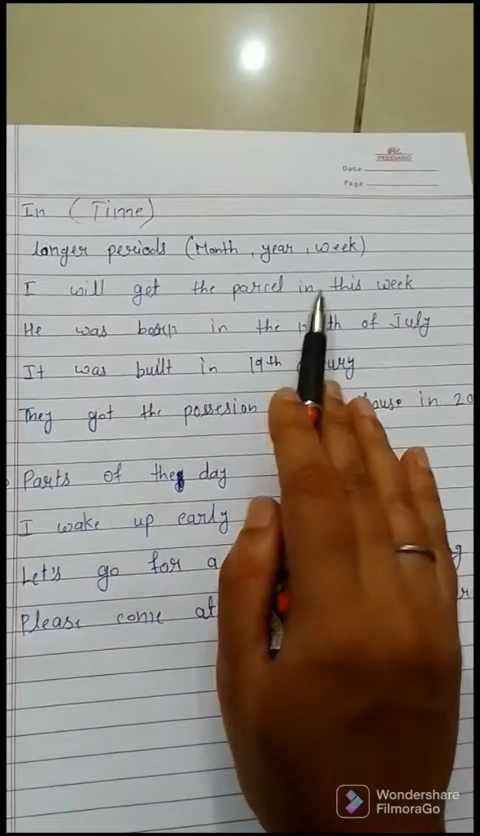 Date
Page
In (Time)
Longer periods (Month, year, week)
I will get the parcel in this week
He was born in the of July
It was built in 19th
They got the possesion in 20
Parts of the day
I wake up early
Let's go for a
Please come at
Wondershare
FilmoraGo